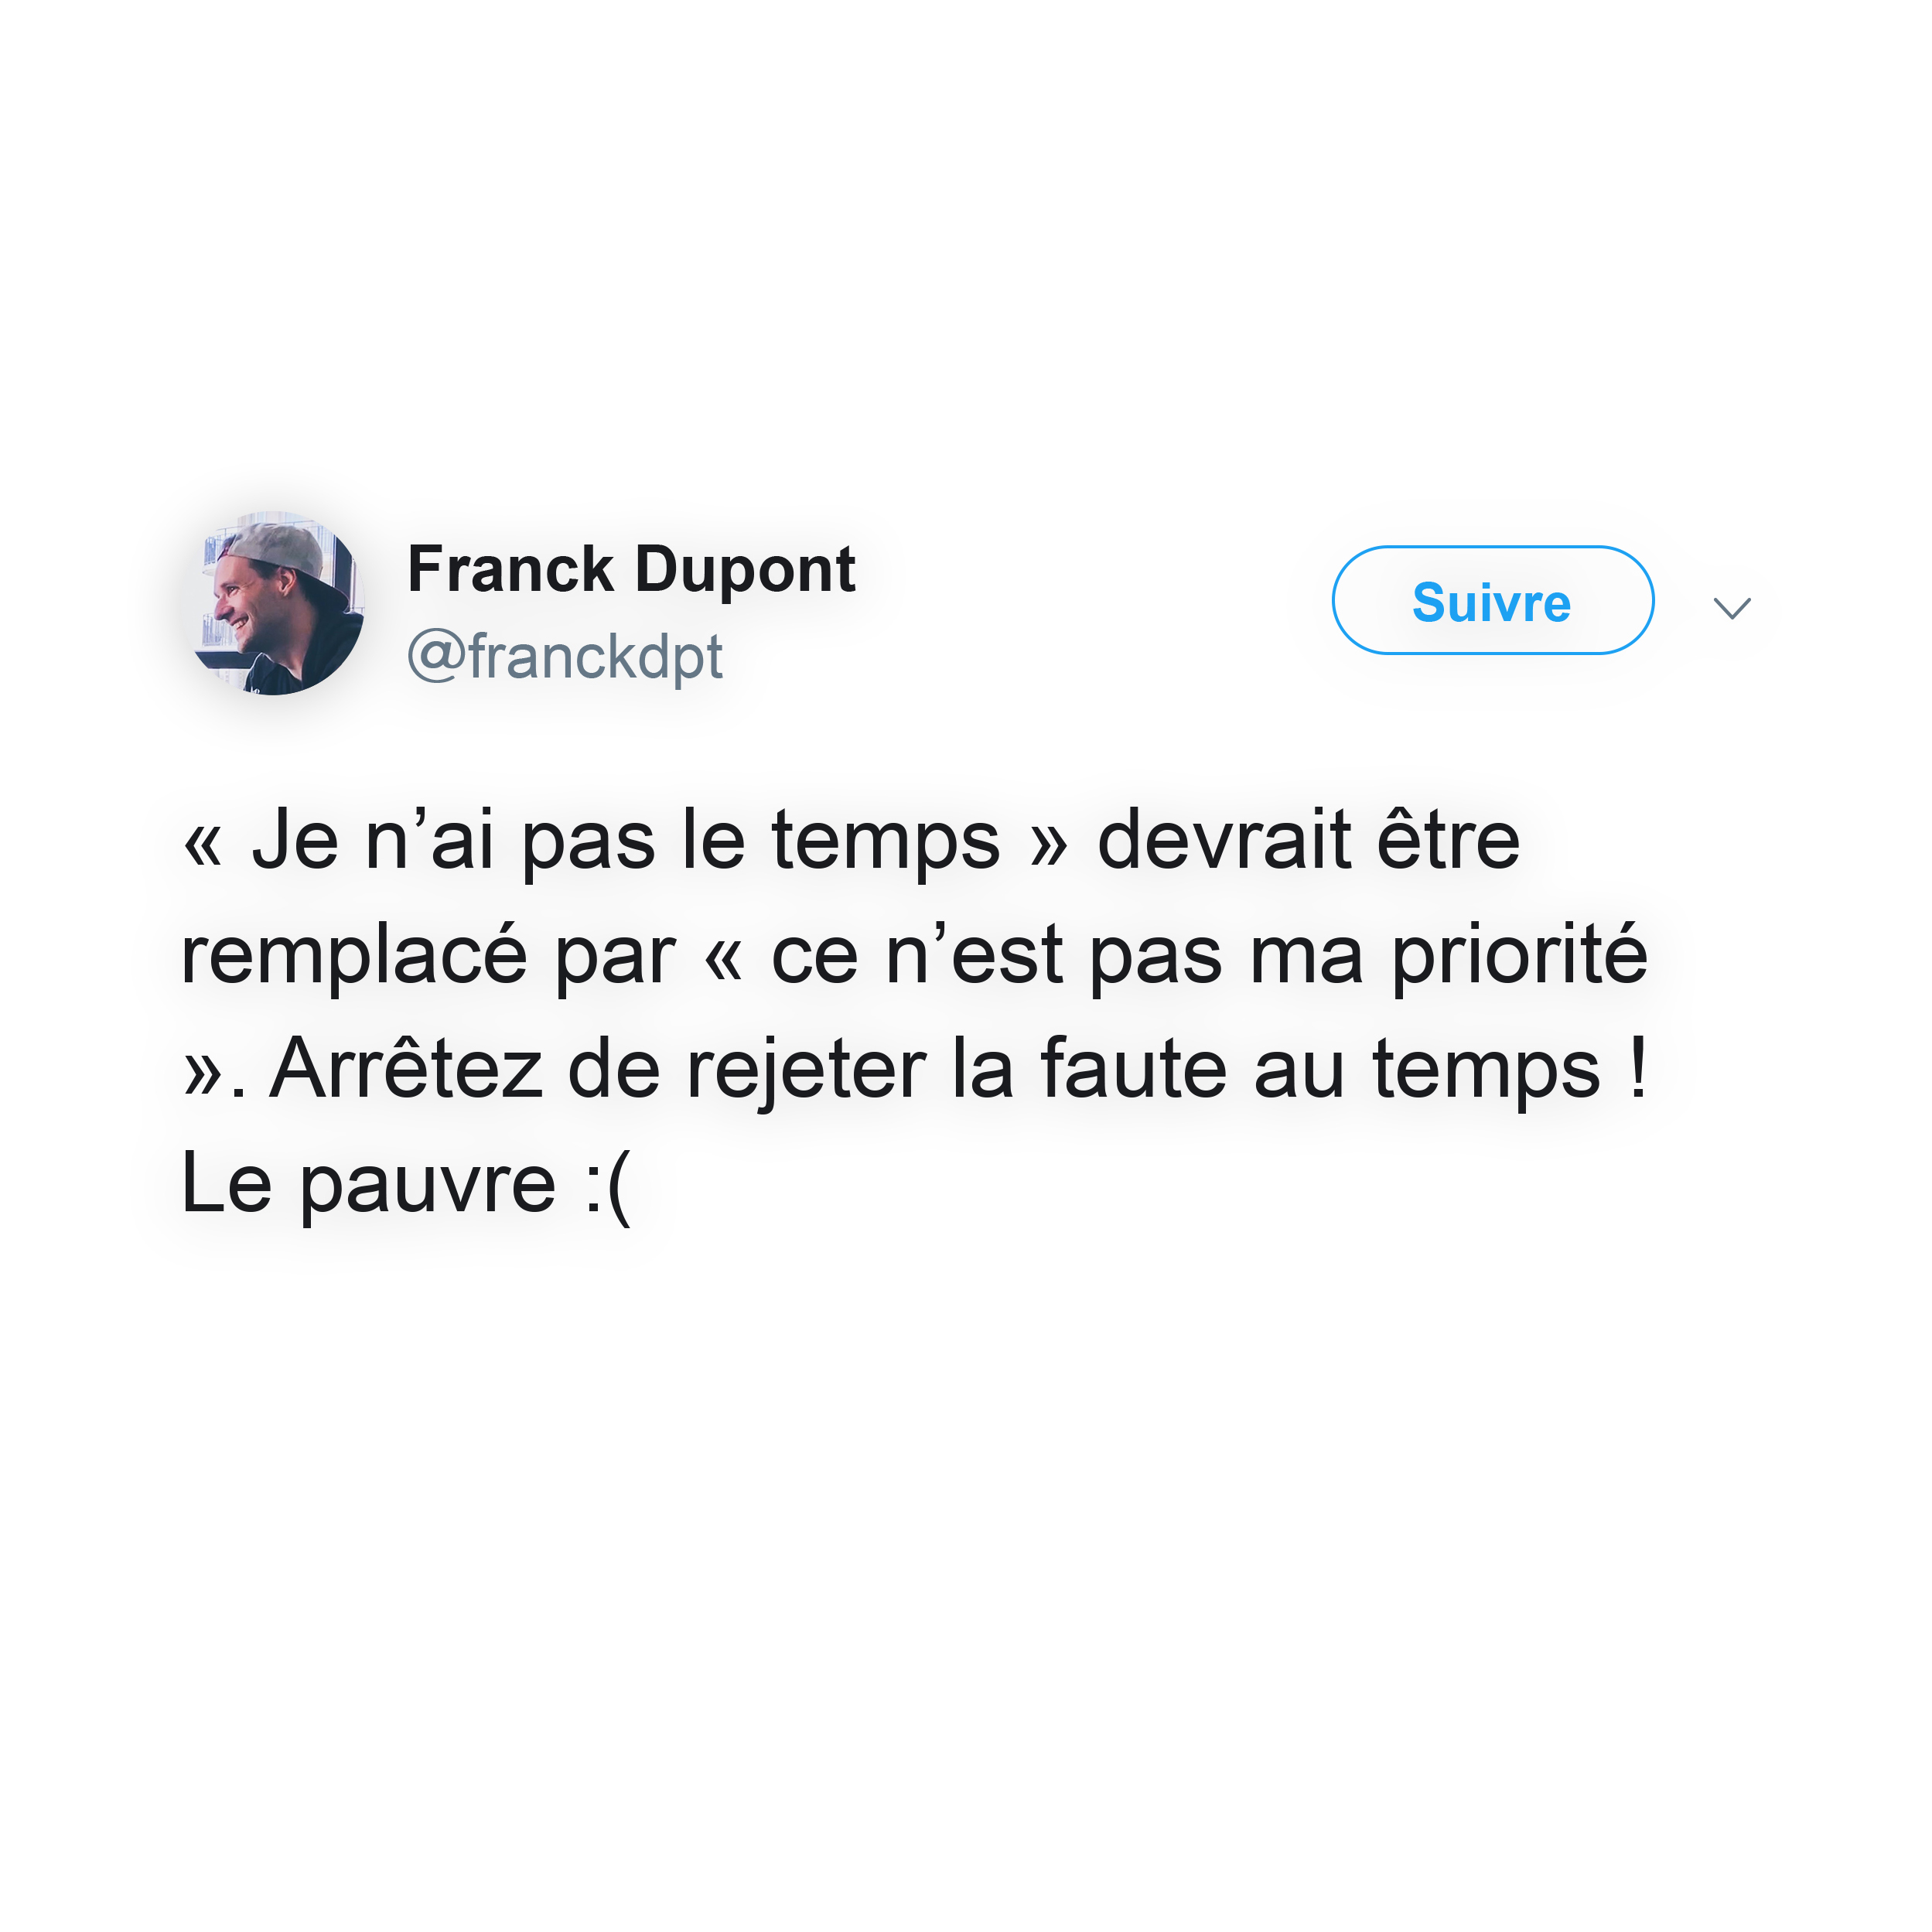 Franck Dupont
@franckdpt
Suivre
« Je n’ai pas le temps » devrait être
remplacé par « ce n’est pas ma priorité
». Arrêtez de rejeter la faute au temps !
Le pauvre :(